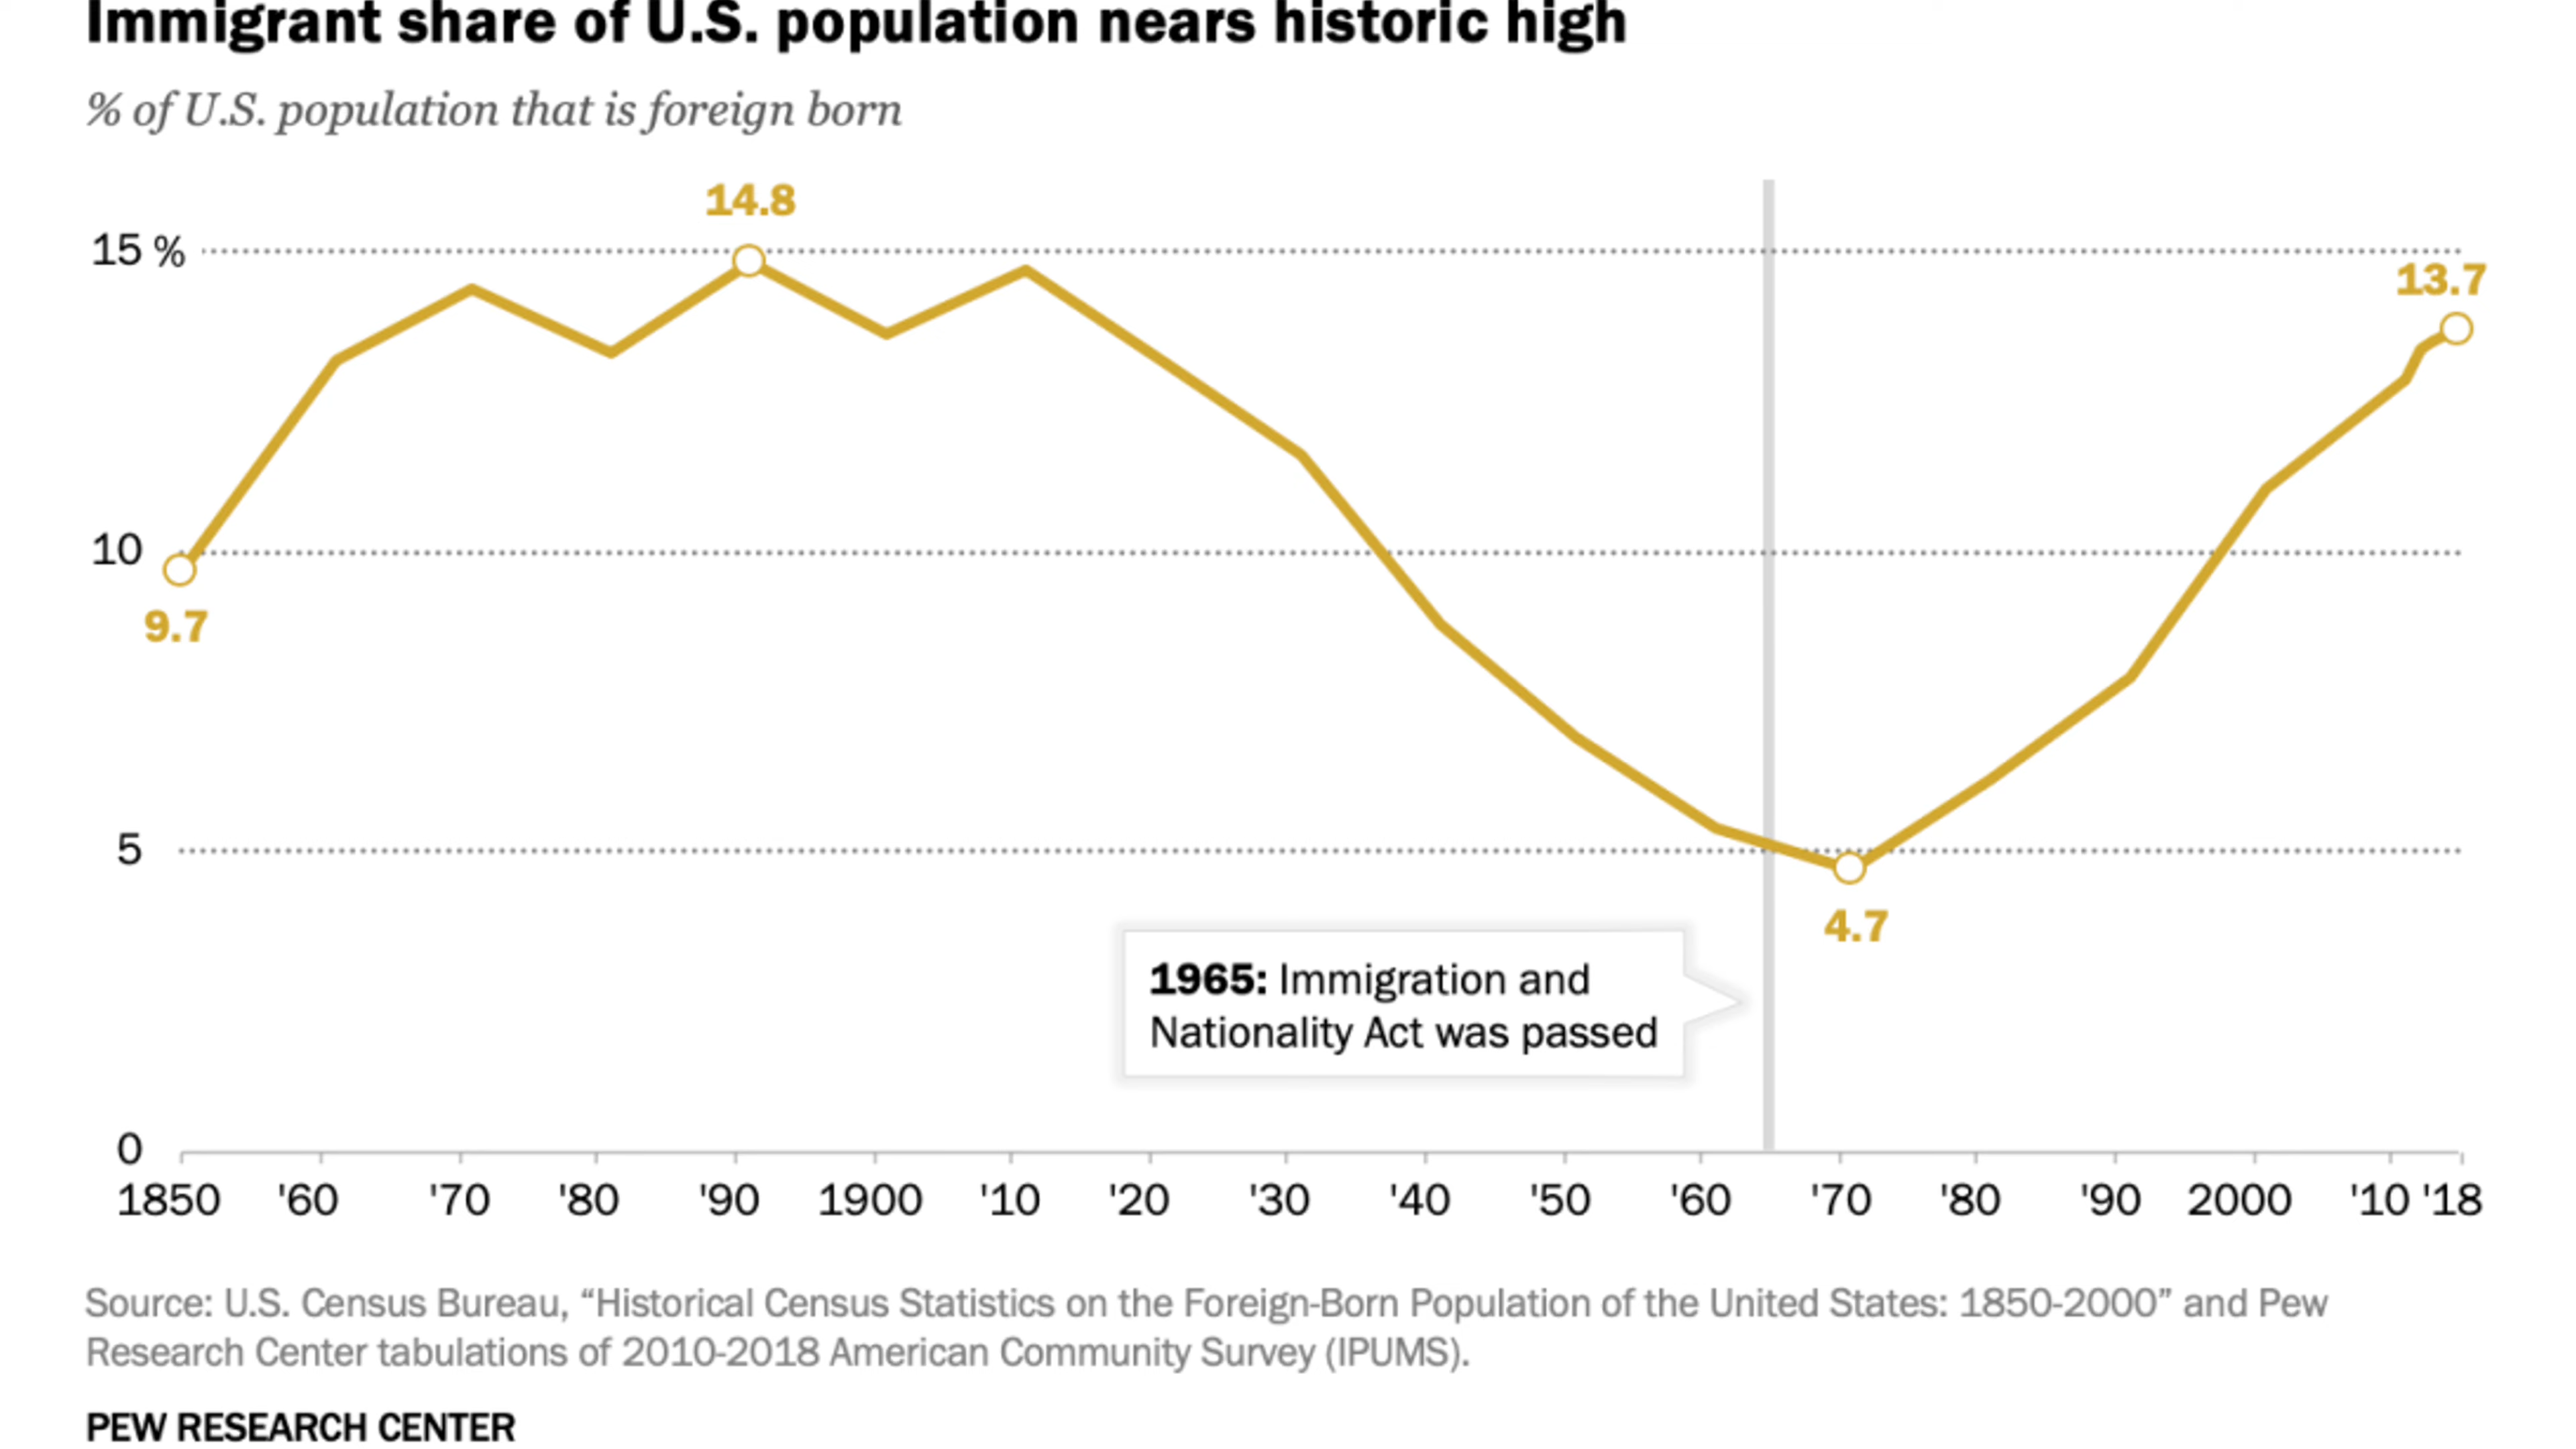 Immigrant share of U.S. population nears historic high
% of U.S. population that is foreign born
14.8
15 %
13.7
10
9.7
5
4.7
1965: Immigration and
Nationality Act was passed
0
1850 '60 '70 '80 '90 1900 '10 '20 '30 '40 '50 '60 '70 '80 '90 2000 '10 '18
Source: U.S. Census Bureau, “Historical Census Statistics on the Foreign-Born Population of the United States: 1850-2000” and Pew
Research Center tabulations of 2010-2018 American Community Survey (IPUMS).
PEW RESEARCH CENTER